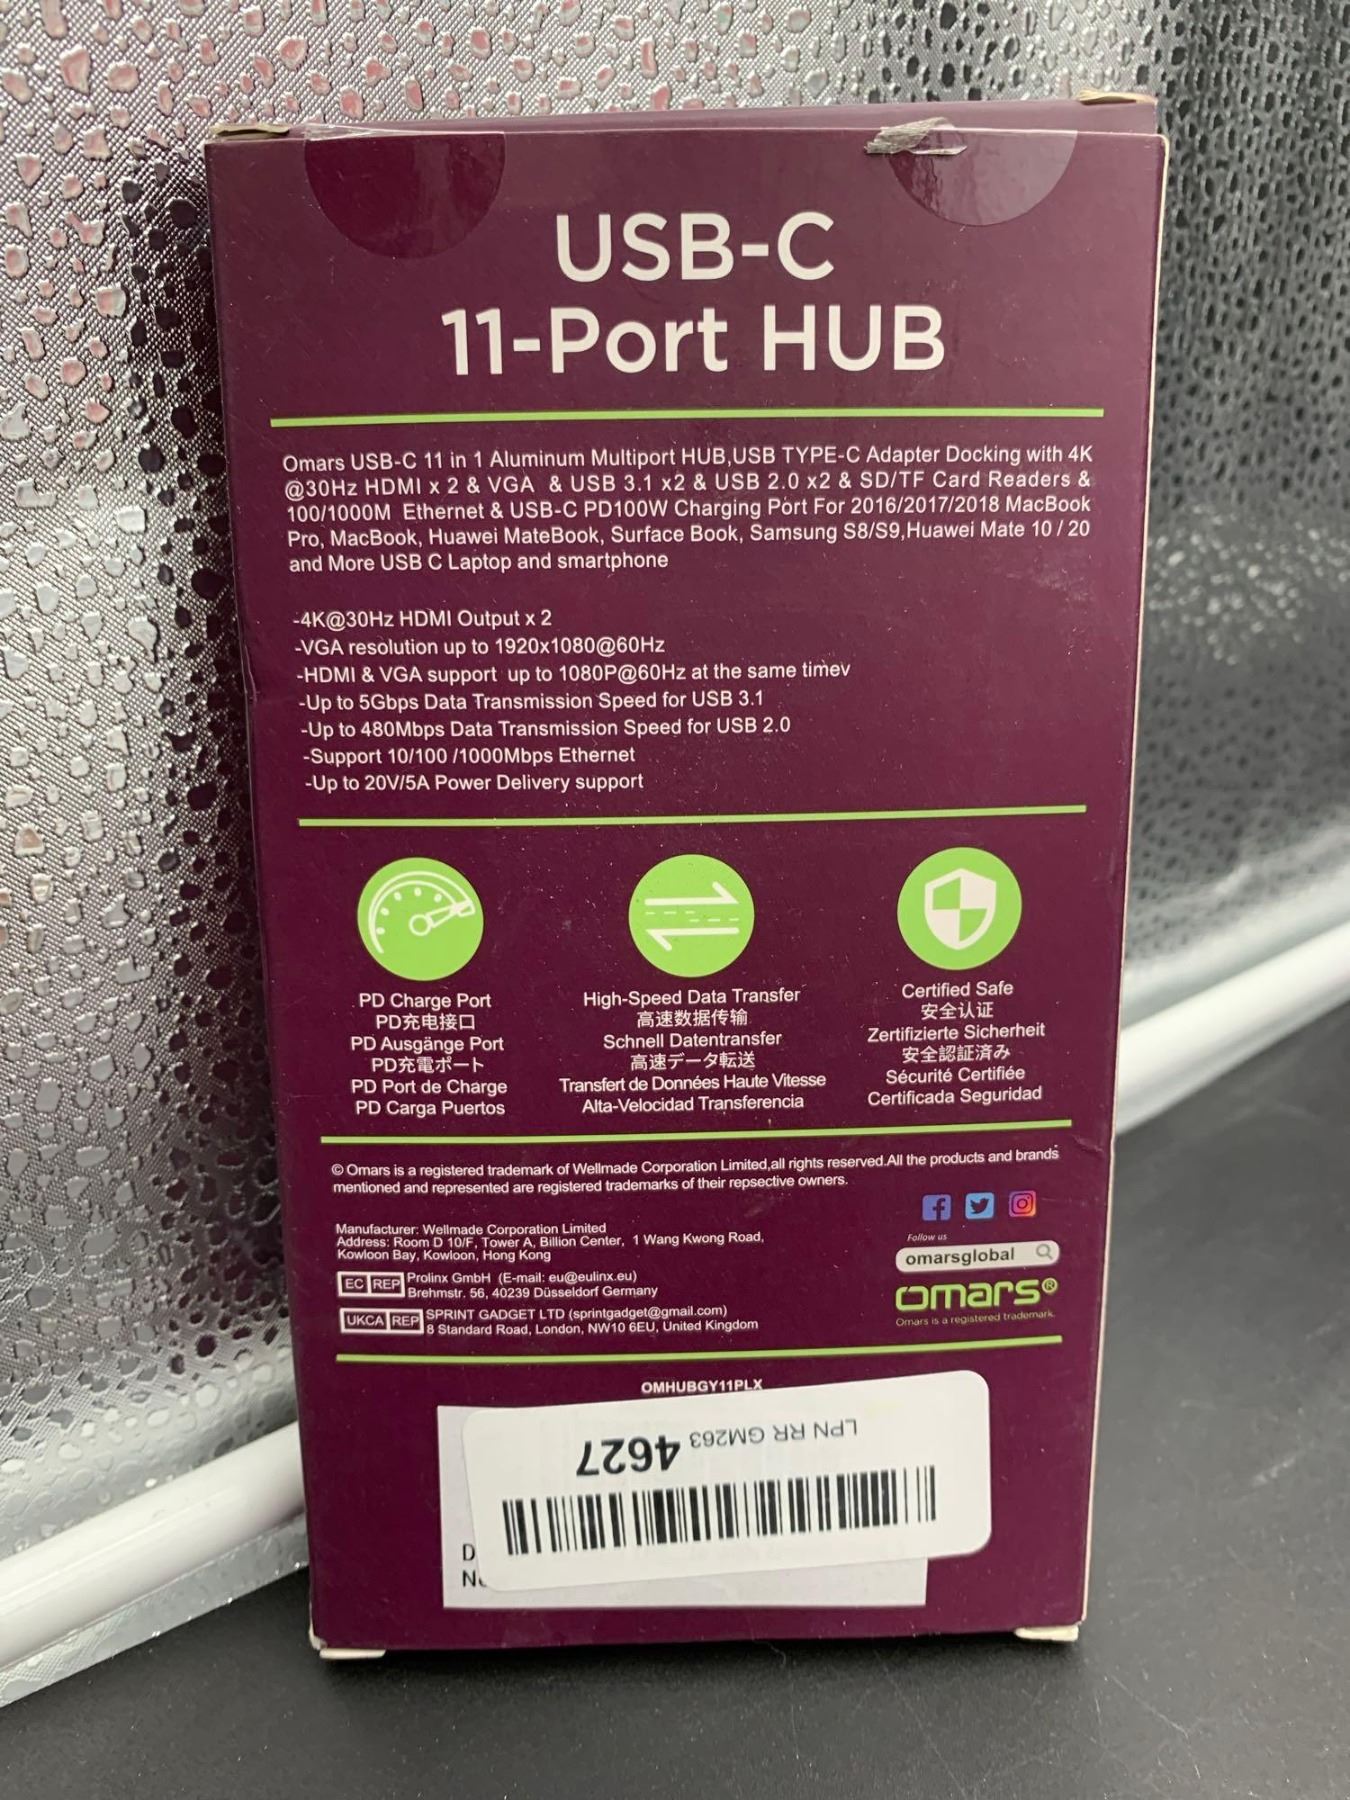 USB-C
11-Port HUB
Omars USB-C 11 in 1 Aluminum Multiport HUB,USB TYPE-C Adapter Docking with 4K
@30Hz HDMI x 2 & VGA & USB 3.1 x2 & USB 2.0 x2 & SD/TF Card Readers &
100/1000M Ethernet & USB-C PD100W Charging Port For 2016/2017/2018 MacBook
Pro, MacBook, Huawei MateBook, Surface Book, Samsung S8/S9,Huawei Mate 10 / 20
and More USB C Laptop and smartphone
-4K@30Hz HDMI Output x 2
-VGA resolution up to 1920x1080@60Hz
-HDMI & VGA support up to 1080P@60Hz at the same timev
-Up to 5Gbps Data Transmission Speed for USB 3.1
-Up to 480Mbps Data Transmission Speed for USB 2.0
-Support 10/100 /1000Mbps Ethernet
-Up to 20V/5A Power Delivery support
PD Charge Port
PD充电接口
PD Ausgänge Port
PD充電ポート
PD Port de Charge
PD Carga Puertos
High-Speed Data Transfer
高速数据传输
Schnell Datentransfer
高速データ転送
Transfert de Données Haute Vitesse
Alta-Velocidad Transferencia
Certified Safe
安全认证
Zertifizierte Sicherheit
安全認証済み
Sécurité Certifiée
Certificada Seguridad
© Omars is a registered trademark of Wellmade Corporation Limited,all rights reserved.All the products and brands
mentioned and represented are registered trademarks of their repsective owners.
Manufacturer: Wellmade Corporation Limited
Address: Room D 10/F, Tower A, Billion Center, 1 Wang Kwong Road,
Kowloon Bay, Kowloon, Hong Kong
EC REP Prolinx GmbH (E-mail: eu@eulinx.eu)
Brehmstr. 56, 40239 Düsseldorf Germany
UKCA REP SPRINT GADGET LTD (sprintgadget@gmail.com)
8 Standard Road, London, NW10 6EU, United Kingdom
Follow us
omarsglobal
omars®
Omars is a registered trademark.
OMHUBGY11PLX
LPN RR GM263 4627